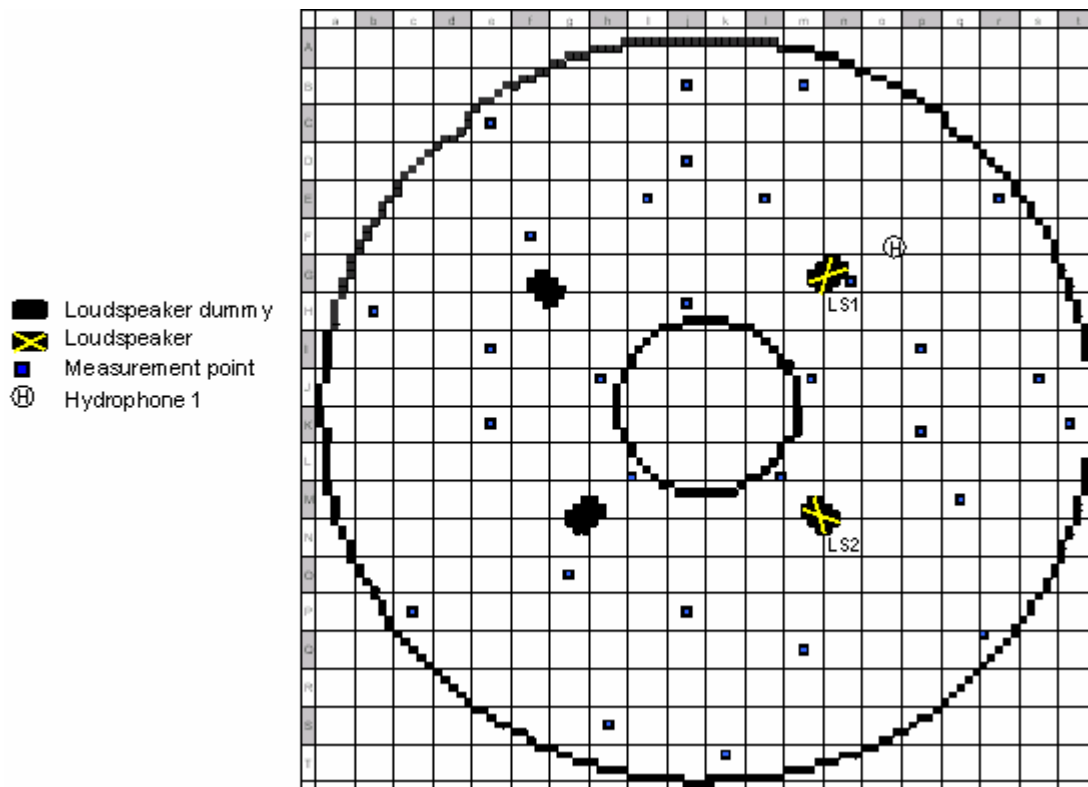 a b c d e f g h i j k l m n o p q r s t
A
B
C
D
E
F
G
H
LS1
Loudspeaker dummy
I
Loudspeaker
Measurement point
J
H Hydrophone 1
K
L
M
N
LS2
O
P
Q
R
S
T